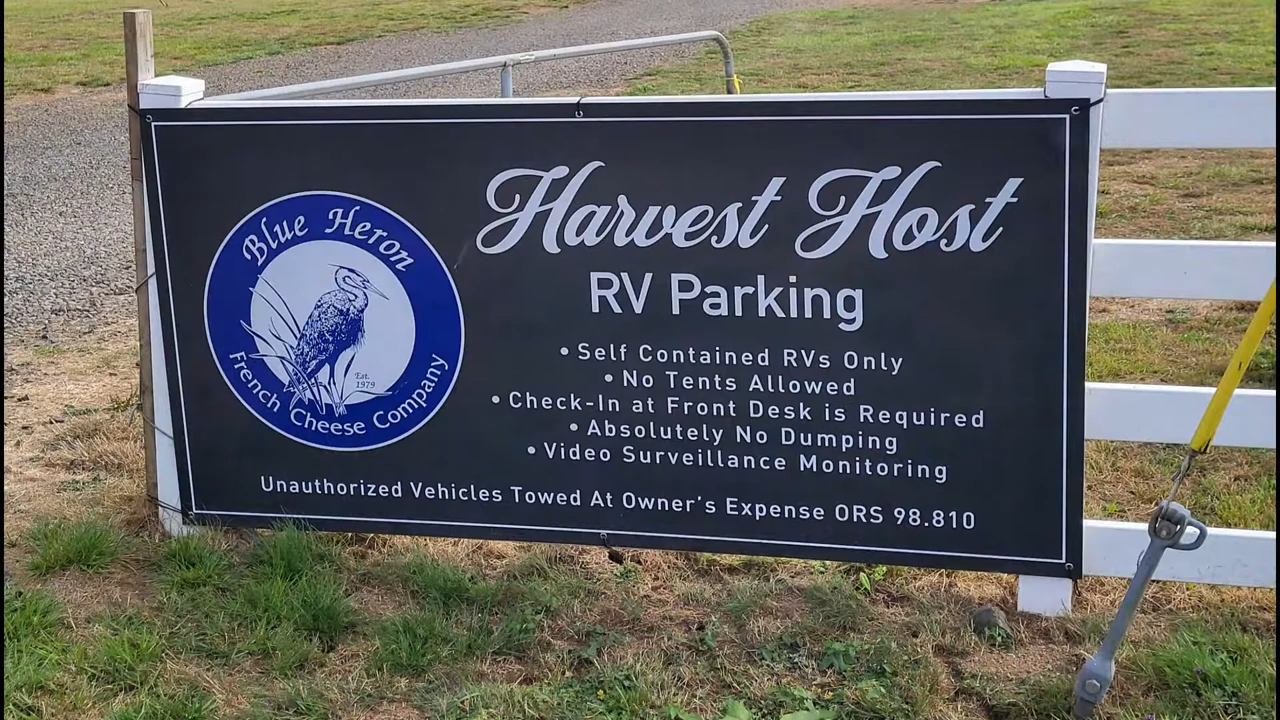 Blue Heron
Est.
1979
French Cheese Company
Harvest Host
RV Parking
• Self Contained RVs Only
• No Tents Allowed
• Check-In at Front Desk is Required
• Absolutely No Dumping
• Video Surveillance Monitoring
Unauthorized Vehicles Towed At Owner's Expense ORS 98.810